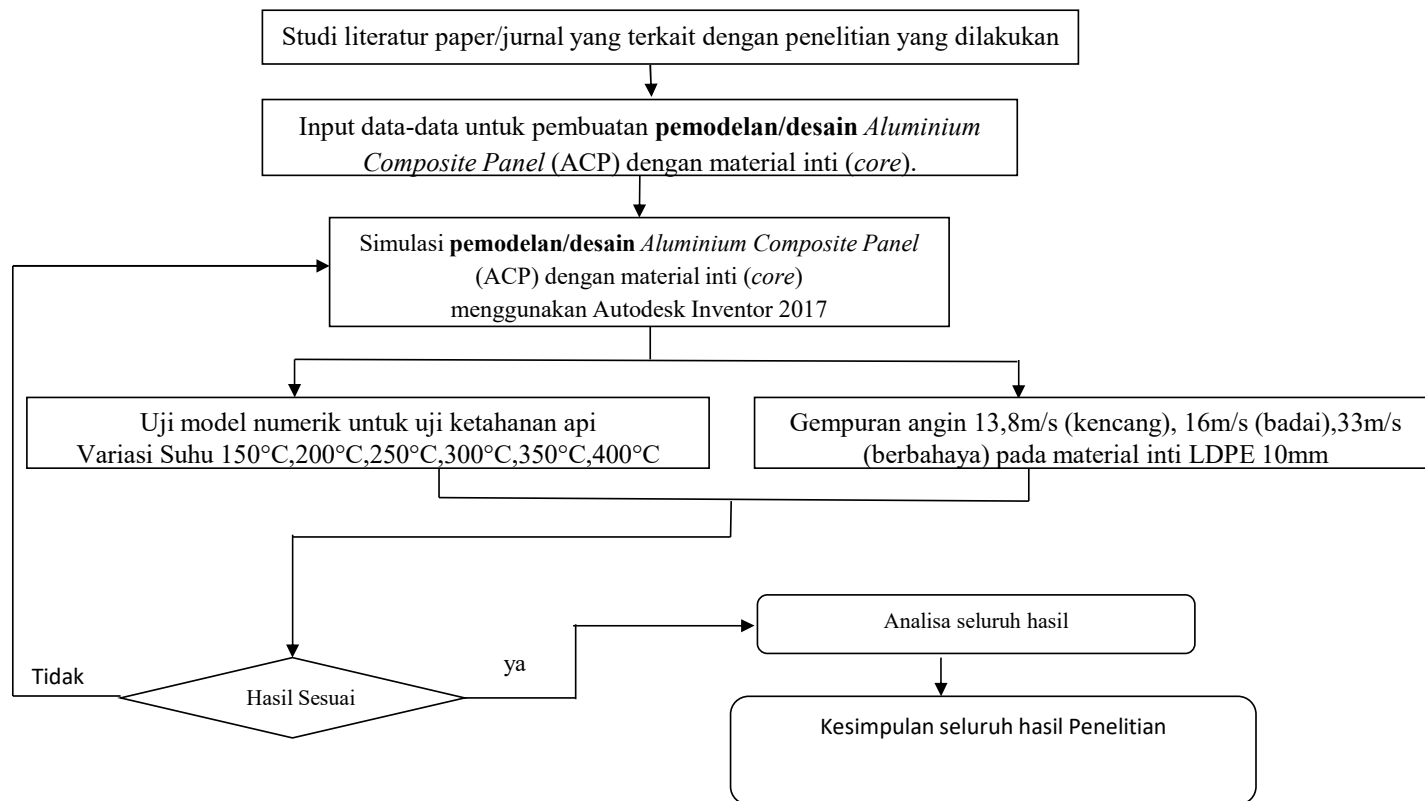 Studi literatur paper/jurnal yang terkait dengan penelitian yang dilakukan
Input data-data untuk pembuatan pemodelan/desain Aluminium
Composite Panel (ACP) dengan material inti (core).
Simulasi pemodelan/desain Aluminium Composite Panel
(ACP) dengan material inti (core)
menggunakan Autodesk Inventor 2017
Uji model numerik untuk uji ketahanan api
Variasi Suhu 150°C,200°C,250°C,300°C,350°C,400°C
Gempuran angin 13,8m/s (kencang), 16m/s (badai),33m/s
(berbahaya) pada material inti LDPE 10mm
Analisa seluruh hasil
ya
Tidak
Hasil Sesuai
Kesimpulan seluruh hasil Penelitian